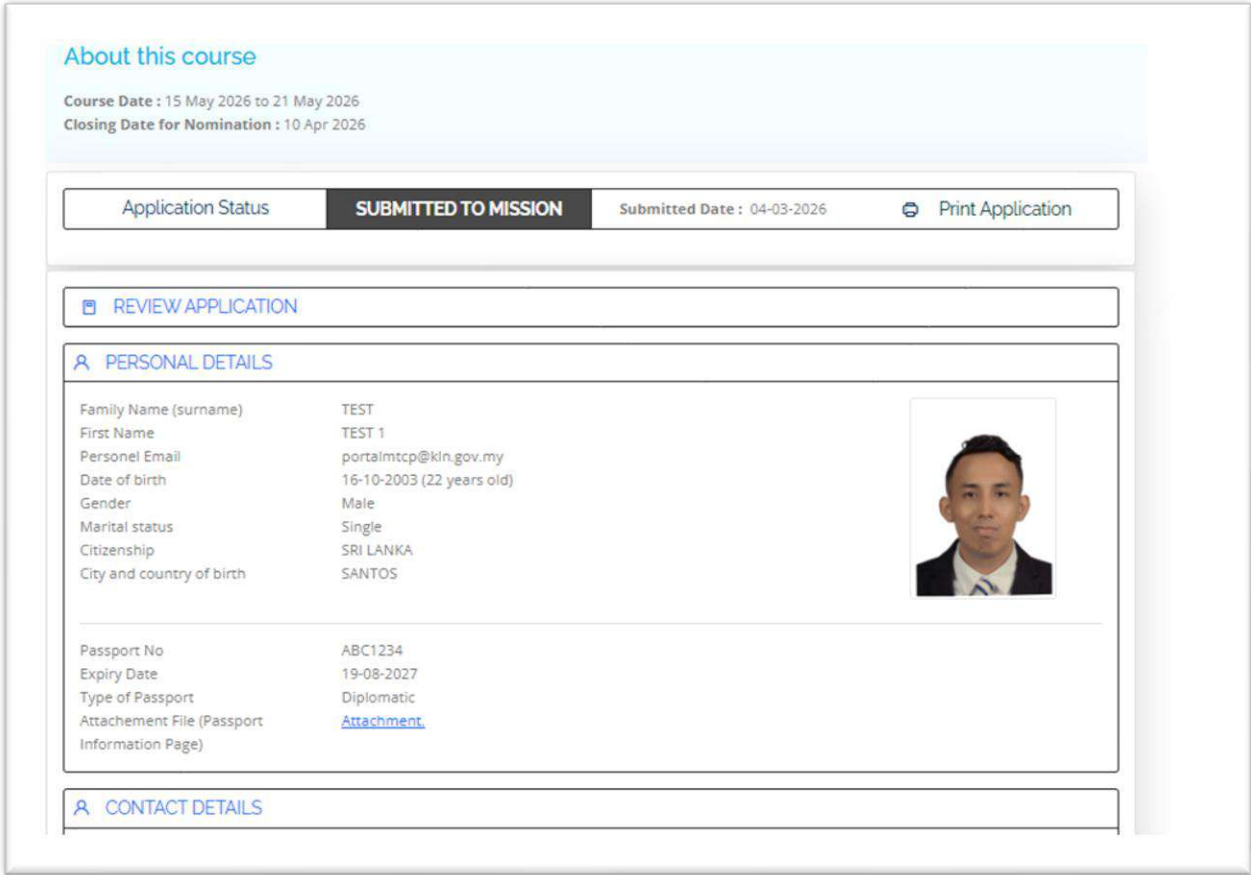 About this course
Course Date : 15 May 2026 to 21 May 2026
Closing Date for Nomination : 10 Apr 2026
Application Status SUBMITTED TO MISSION Submitted Date : 04-03-2026 Print Application
REVIEW APPLICATION
PERSONAL DETAILS
Family Name (surname) TEST
First Name TEST 1
Personel Email portalmtcp@kln.gov.my
Date of birth 16-10-2003 (22 years old)
Gender Male
Marital status Single
Citizenship SRI LANKA
City and country of birth SANTOS
Passport No ABC1234
Expiry Date 19-08-2027
Type of Passport Diplomatic
Attachement File (Passport Attachment.
Information Page)
CONTACT DETAILS